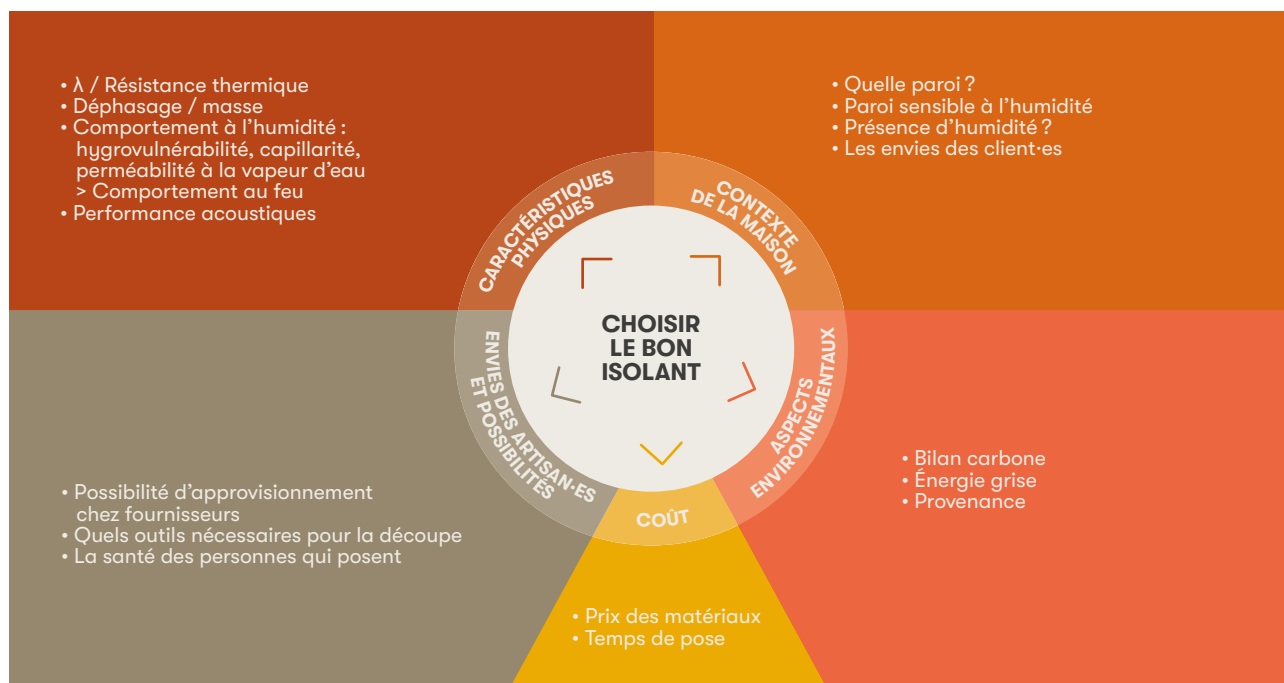 • λ / Résistance thermique
• Déphasage / masse
• Comportement à l'humidité :
hygrovulnérabilité, capillarité,
perméabilité à la vapeur d'eau
> Comportement au feu
• Performance acoustiques
• Quelle paroi ?
• Paroi sensible à l'humidité
• Présence d'humidité ?
• Les envies des client·es
CARACTÉRISTIQUES
PHYSIQUES
CONTEXTE
DE LA MAISON
CHOISIR
LE BON
ISOLANT
ENVIES DES ARTISAN·ES
ET POSSIBILITÉS
ASPECTS
ENVIRONNEMENTAUX
COÛT
• Possibilité d'approvisionnement
chez fournisseurs
• Quels outils nécessaires pour la découpe
• La santé des personnes qui posent
• Bilan carbone
• Énergie grise
• Provenance
• Prix des matériaux
• Temps de pose